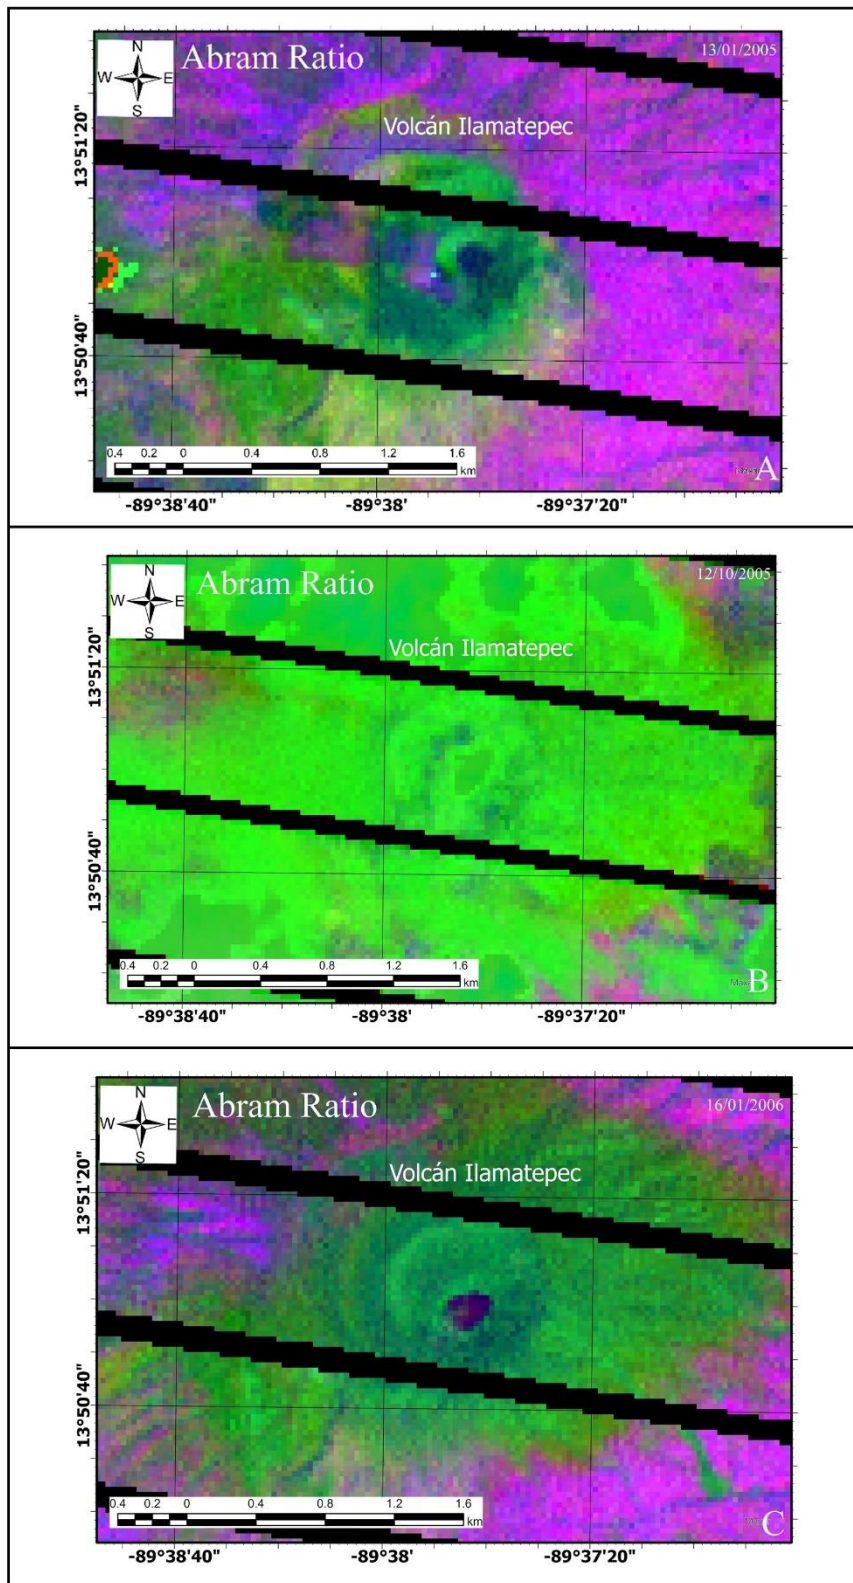 N
W E
S
Abram Ratio
13/01/2005
Volcán Ilamatepec
13°51'20"
13°50'40"
0.4 0.2 0 0.4 0.8 1.2 1.6
km
A
-89°38'40" -89°38' -89°37'20"
N
W E
S
Abram Ratio
12/10/2005
Volcán Ilamatepec
13°51'20"
13°50'40"
0.4 0.2 0 0.4 0.8 1.2 1.6
km
B
-89°38'40" -89°38' -89°37'20"
N
W E
S
Abram Ratio
16/01/2006
Volcán Ilamatepec
13°51'20"
13°50'40"
0.4 0.2 0 0.4 0.8 1.2 1.6
km
C
-89°38'40" -89°38' -89°37'20"